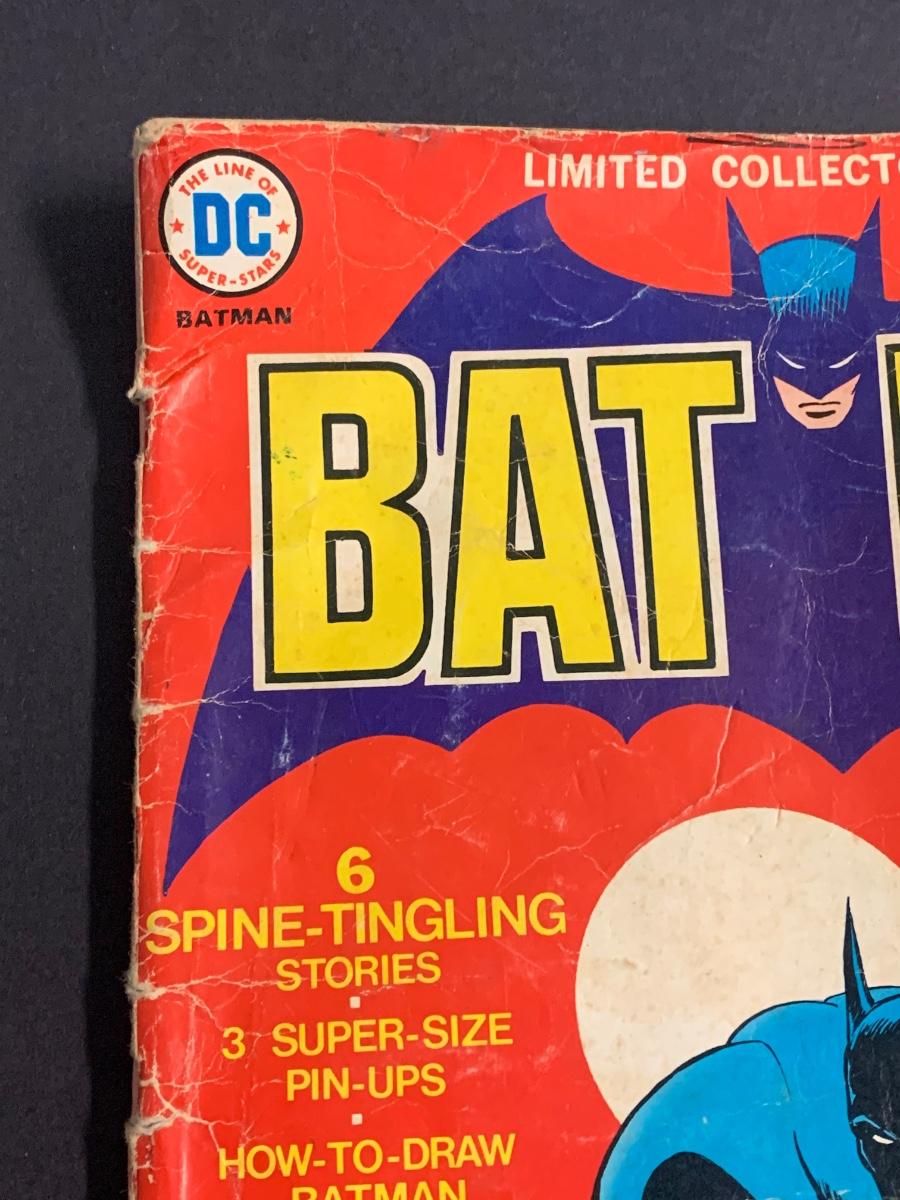 THE LINE OF
DC
SUPER-STARS
BATMAN
LIMITED COLLECTO
BAT
6
SPINE-TINGLING
STORIES
3 SUPER-SIZE
PIN-UPS
HOW-TO-DRAW
BATMAN